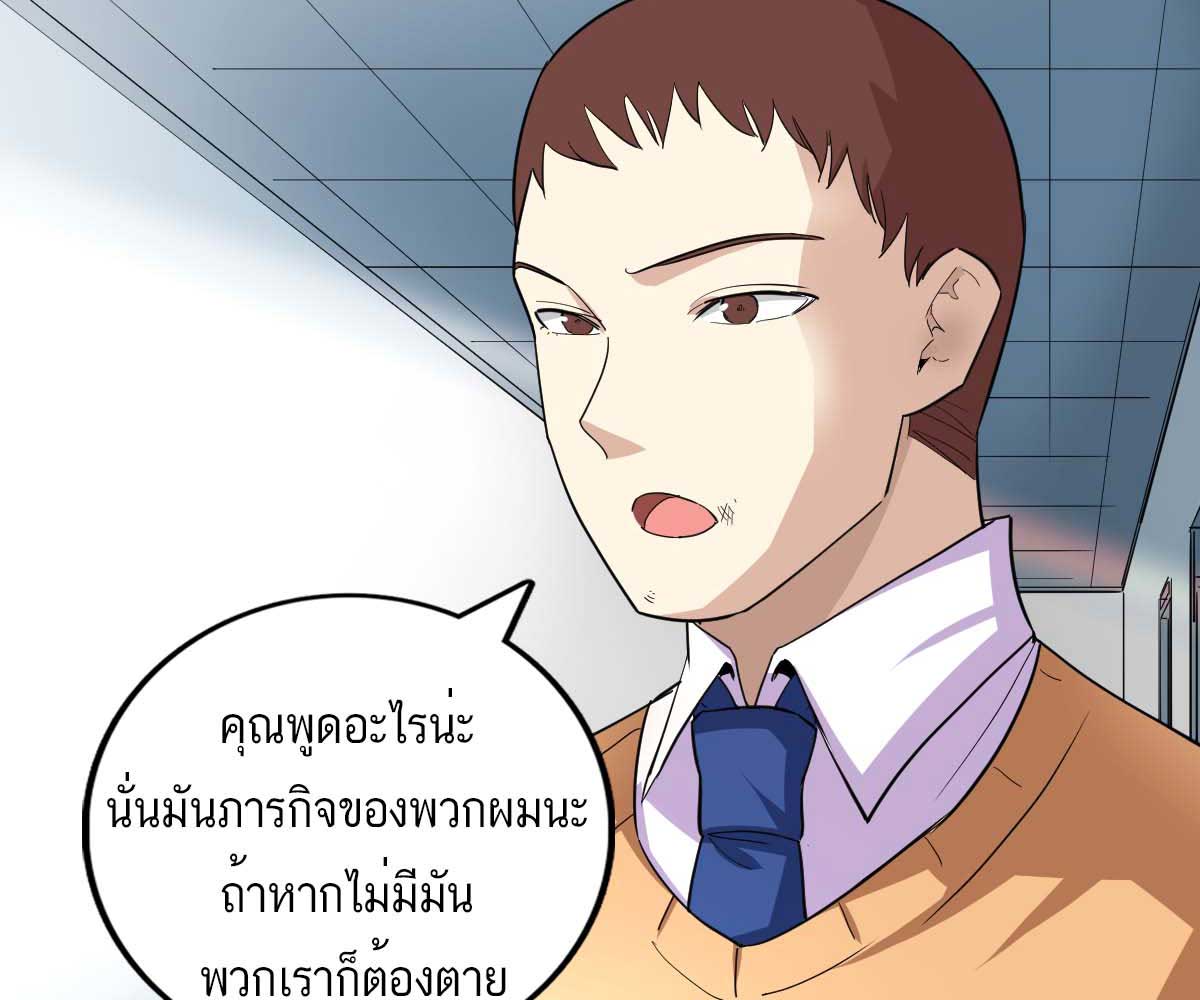 คุณพูดอะไรน่ะ
นั่นมันภารกิจของพวกผมนะ
ถ้าหากไม่มีมัน
พวกเราก็ต้องตาย